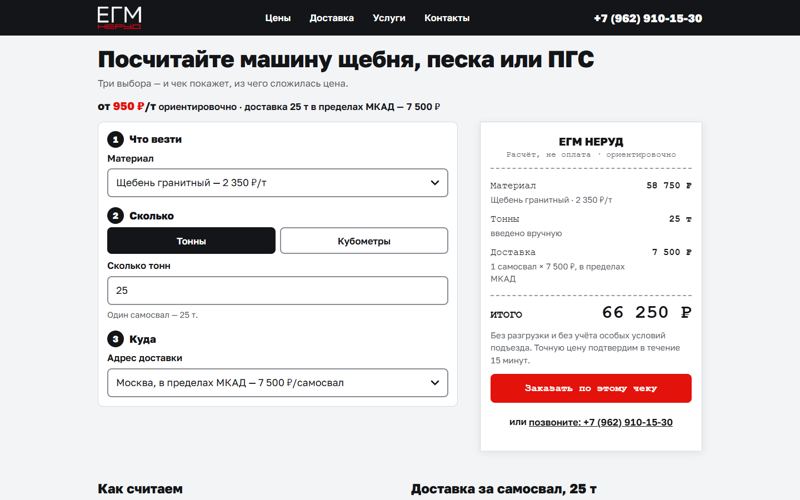 ЕГМ
НЕРУД
Цены Доставка Услуги Контакты
+7 (962) 910-15-30
Посчитайте машину щебня, песка или ПГС
Три выбора — и чек покажет, из чего сложилась цена.
от 950 ₽/т ориентировочно · доставка 25 т в пределах МКАД — 7 500 ₽
1 Что везти
Материал
Щебень гранитный — 2 350 ₽/т
2 Сколько
Тонны
Кубометры
Сколько тонн
25
Один самосвал — 25 т.
3 Куда
Адрес доставки
Москва, в пределах МКАД — 7 500 ₽/самосвал
ЕГМ НЕРУД
Расчёт, не оплата · ориентировочно
Материал 58 750 ₽
Щебень гранитный · 2 350 ₽/т
Тонны 25 т
введено вручную
Доставка 7 500 ₽
1 самосвал × 7 500 ₽, в пределах
МКАД
ИТОГО 66 250 ₽
Без разгрузки и без учёта особых условий
подъезда. Точную цену подтвердим в течение
15 минут.
Заказать по этому чеку
или позвоните: +7 (962) 910-15-30
Как считаем
Доставка за самосвал, 25 т